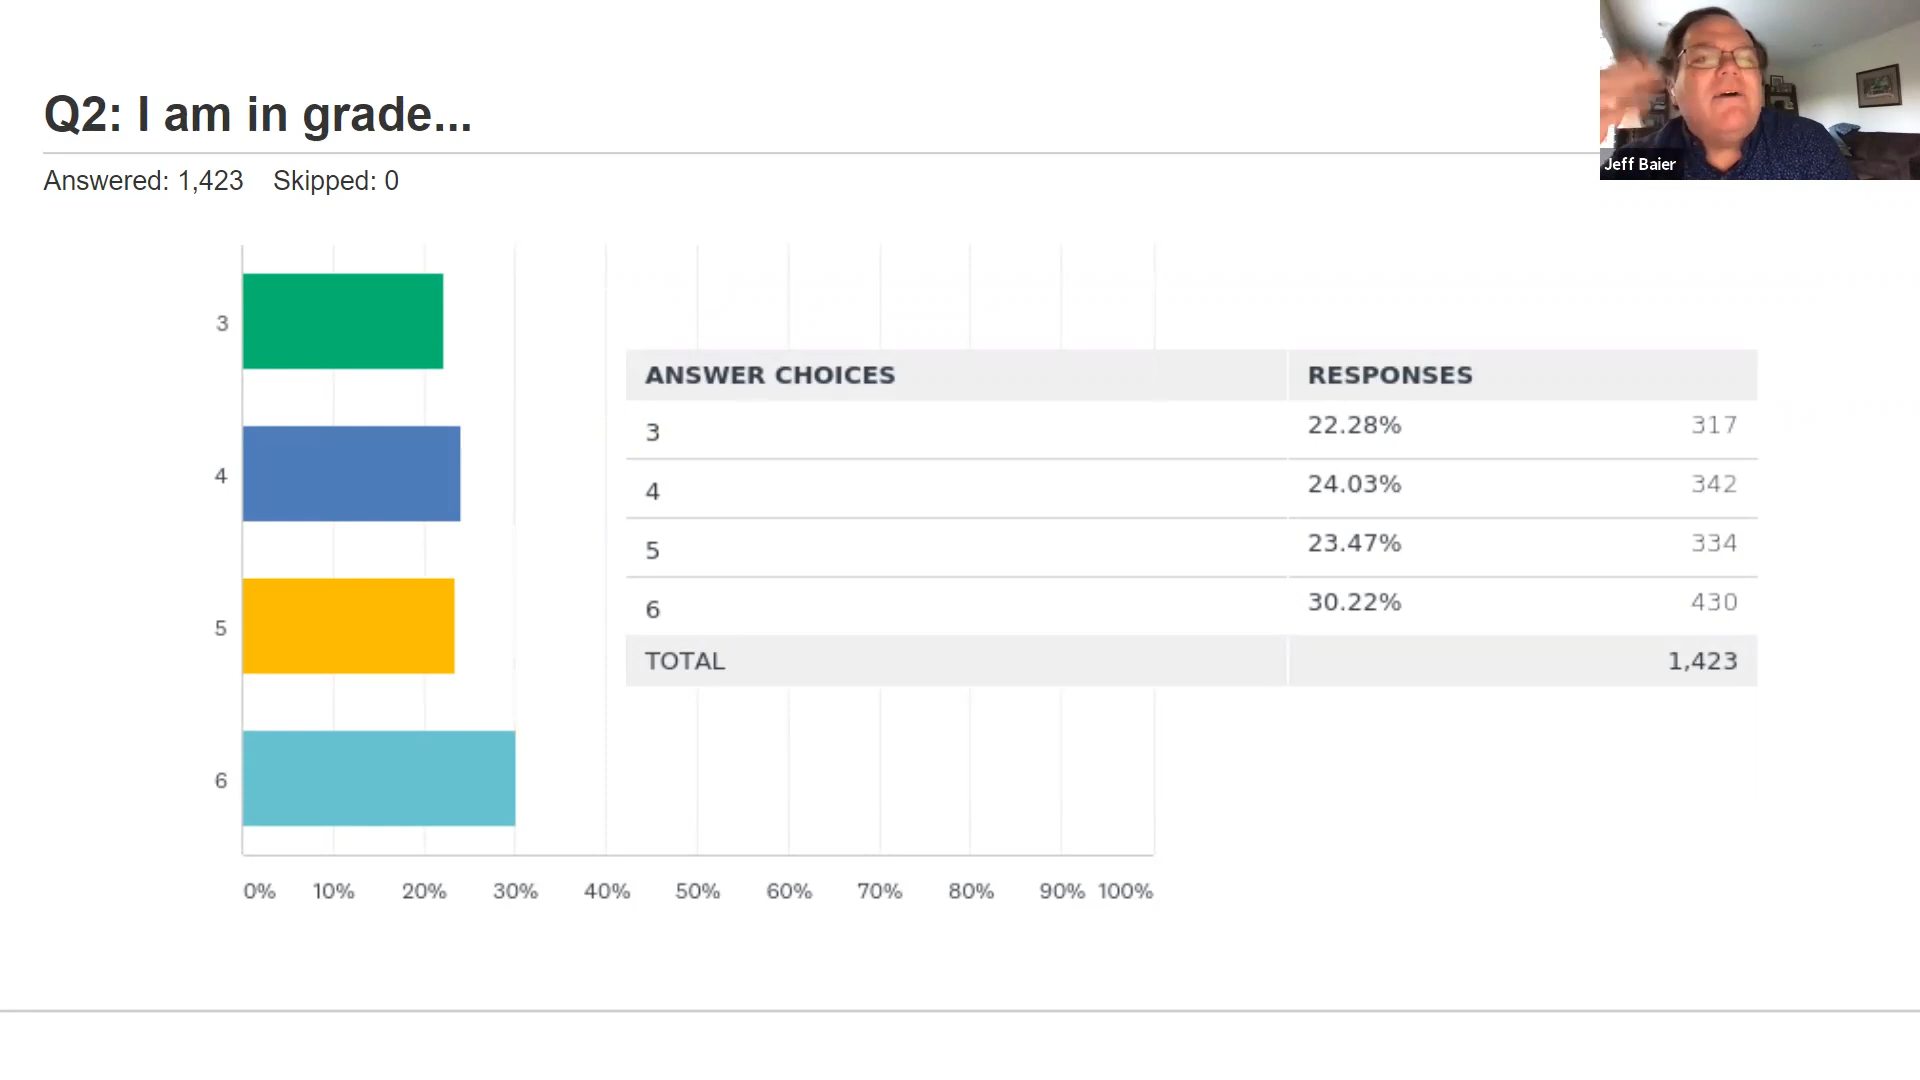 Q2: I am in grade...
Answered: 1,423 Skipped: 0
Jeff Baier
3
4
5
6
0% 10% 20% 30% 40% 50% 60% 70% 80% 90% 100%
ANSWER CHOICES RESPONSES
3 22.28% 317
4 24.03% 342
5 23.47% 334
6 30.22% 430
TOTAL 1,423